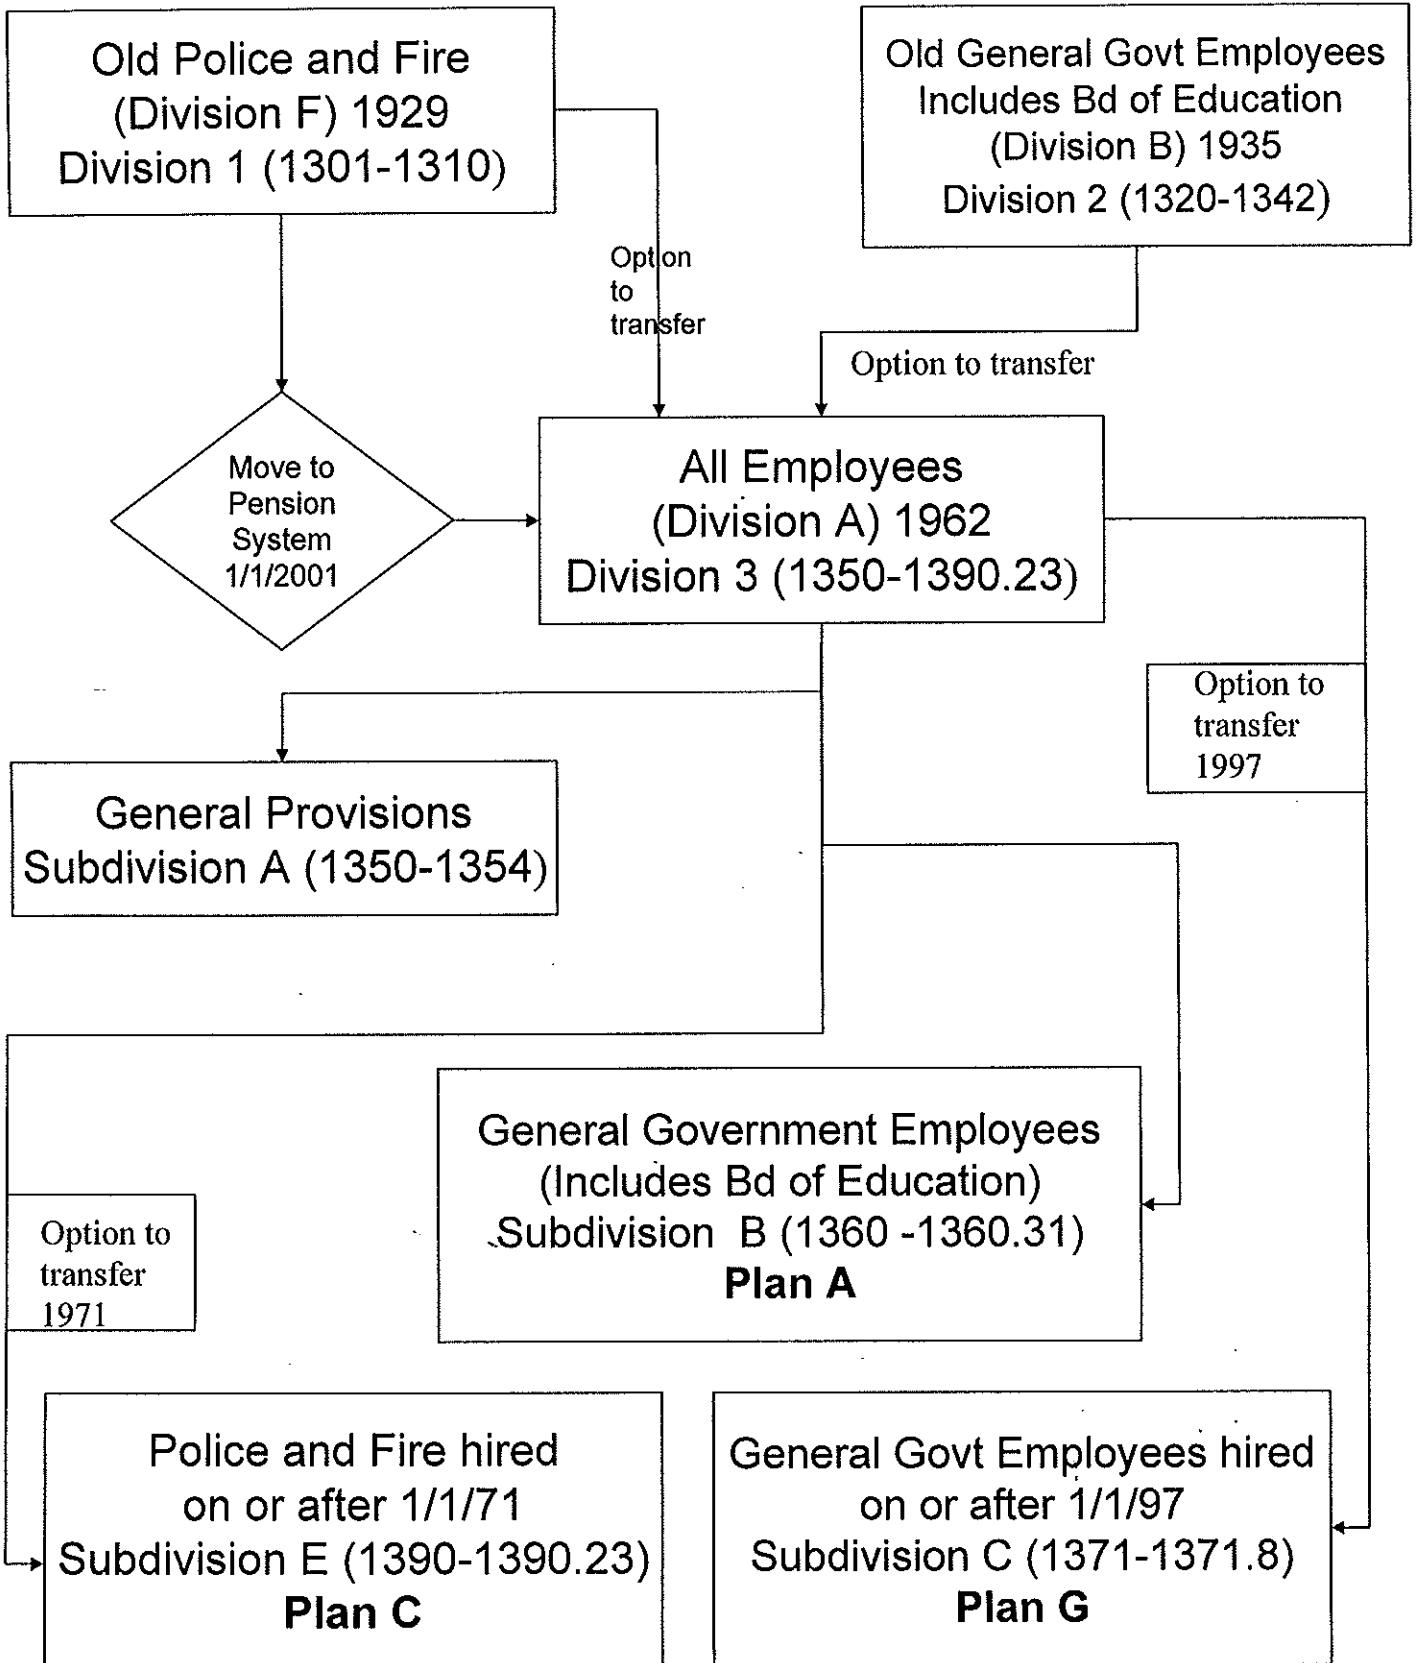 Old Police and Fire
(Division F) 1929
Division 1 (1301-1310)
Old General Govt Employees
Includes Bd of Education
(Division B) 1935
Division 2 (1320-1342)
Option
to
transfer
Option to transfer
Move to
Pension
System
1/1/2001
All Employees
(Division A) 1962
Division 3 (1350-1390.23)
Option to
transfer
1997
General Provisions
Subdivision A (1350-1354)
General Government Employees
(Includes Bd of Education)
Subdivision B (1360 -1360.31)
Plan A
Option to
transfer
1971
Police and Fire hired
on or after 1/1/71
Subdivision E (1390-1390.23)
Plan C
General Govt Employees hired
on or after 1/1/97
Subdivision C (1371-1371.8)
Plan G